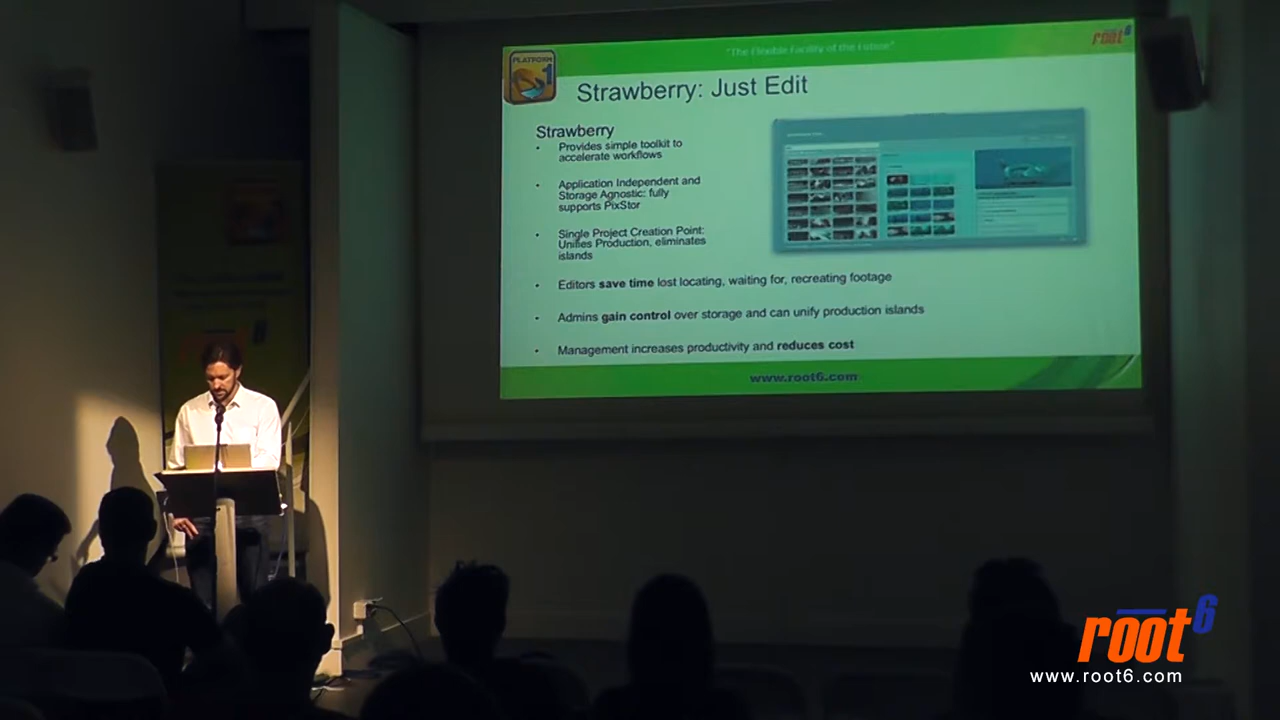 "The Flexible Facility of the Future"
root6
PLATFORM
1
Strawberry: Just Edit
Strawberry
• Provides simple toolkit to
accelerate workflows
• Application Independent and
Storage Agnostic: fully
supports PixStor
• Single Project Creation Point:
Unifies Production, eliminates
islands
• Editors save time lost locating, waiting for, recreating footage
• Admins gain control over storage and can unify production islands
• Management increases productivity and reduces cost
www.root6.com
root6
www.root6.com